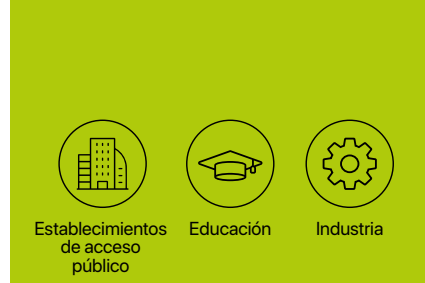 Establecimientos
de acceso
público
Educación
Industria